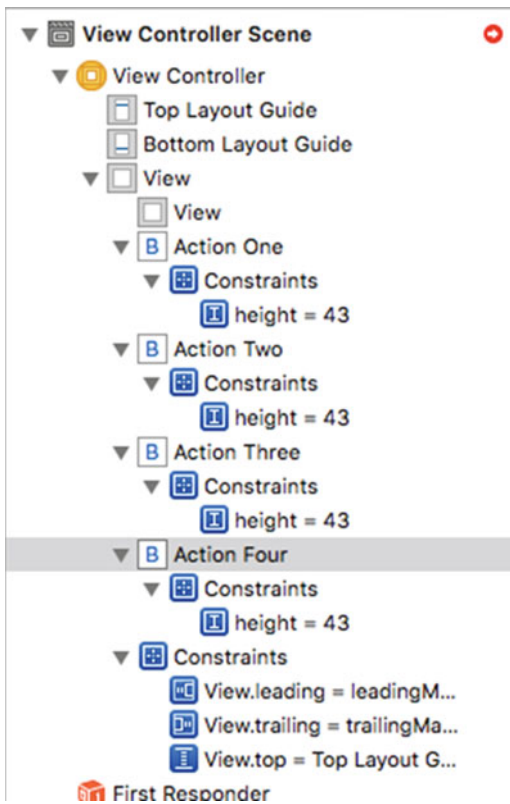 View Controller Scene
View Controller
Top Layout Guide
Bottom Layout Guide
View
View
B Action One
Constraints
height = 43
B Action Two
Constraints
height = 43
B Action Three
Constraints
height = 43
B Action Four
Constraints
height = 43
Constraints
View.leading = leadingM...
View.trailing = trailingMa...
View.top = Top Layout G...
First Responder